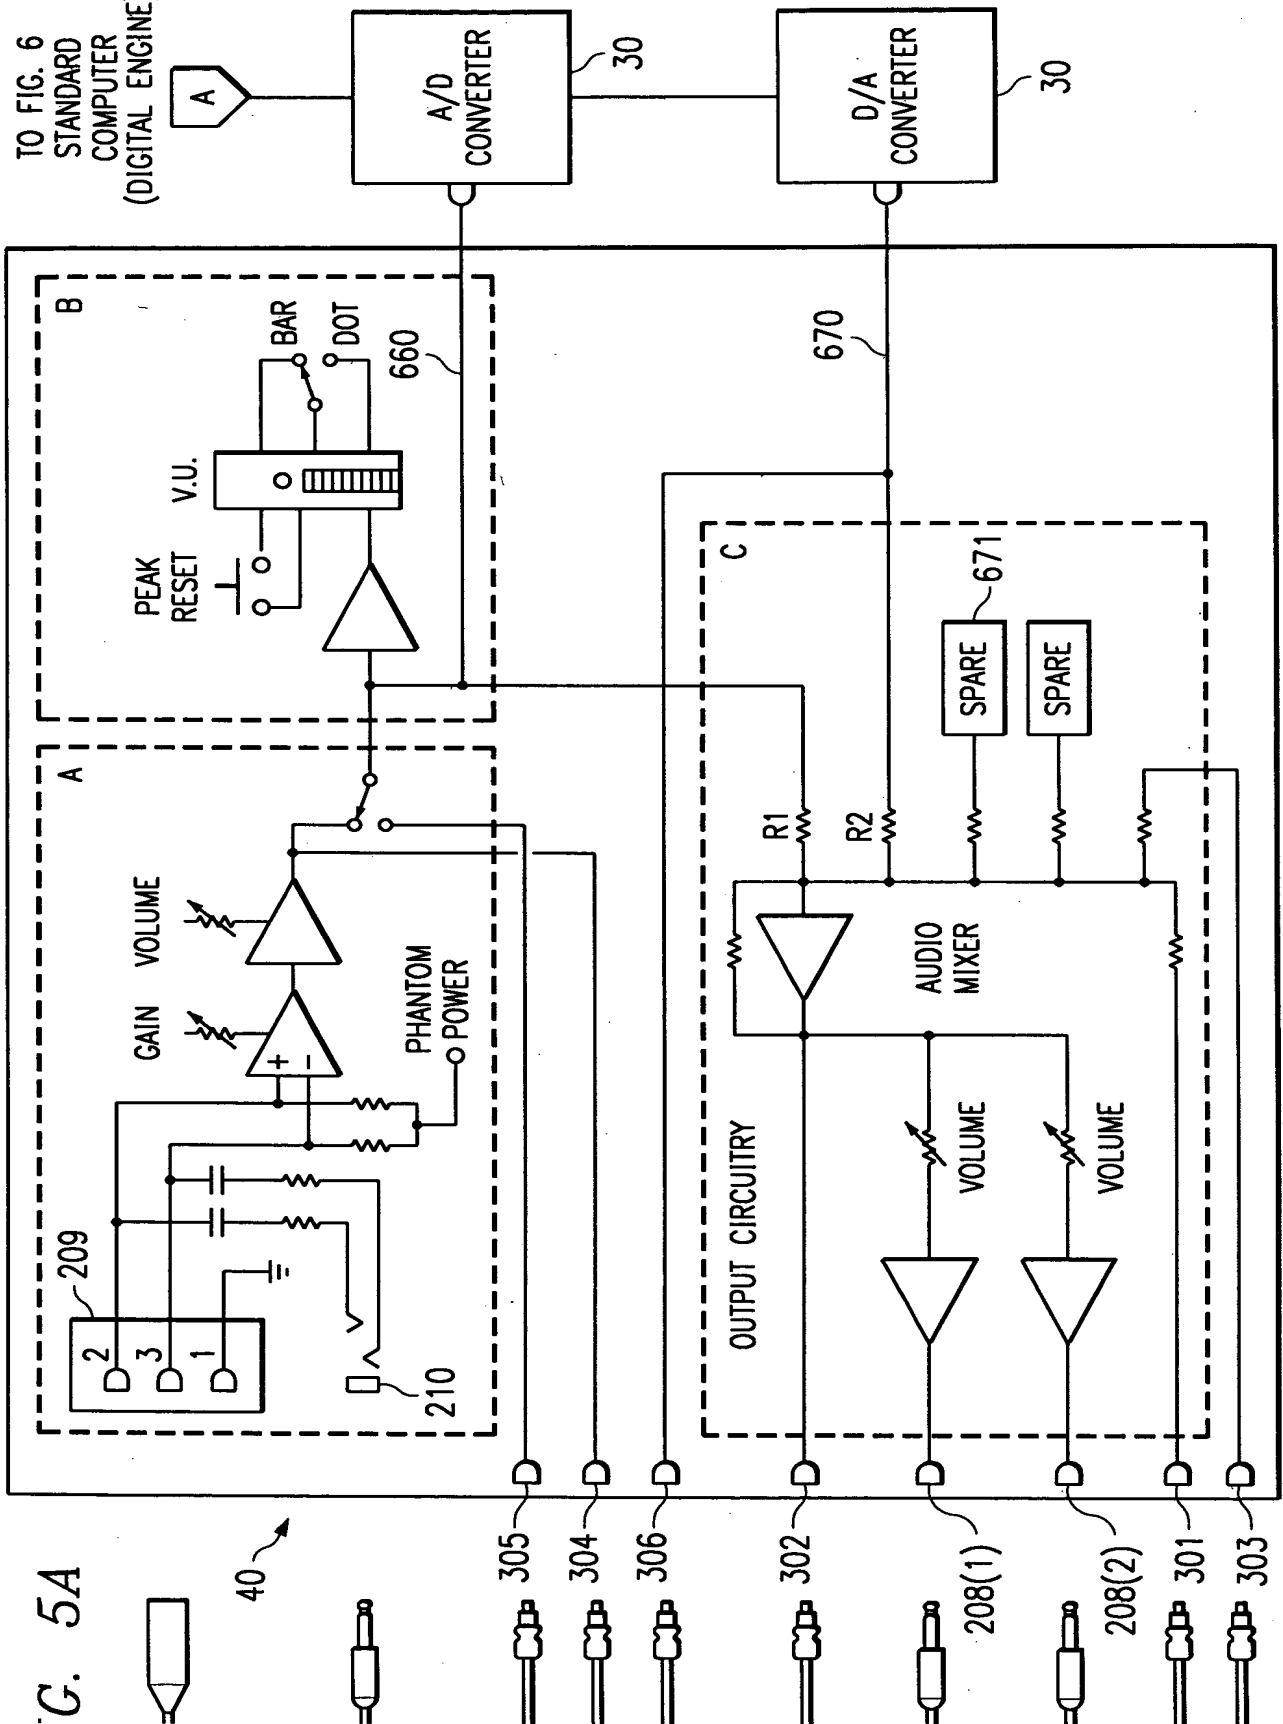 FIG. 5A
TO FIG. 6
STANDARD
COMPUTER
(DIGITAL ENGINE
A
A/D
CONVERTER
30
D/A
CONVERTER
30
40
B
PEAK
RESET
V.U.
BAR
DOT
660
A
209
2
3
1
210
GAIN
VOLUME
+
-
PHANTOM
POWER
670
C
OUTPUT CIRCUITRY
R1
R2
AUDIO
MIXER
SPARE
671
SPARE
VOLUME
VOLUME
305
304
306
302
208(1)
208(2)
301
303